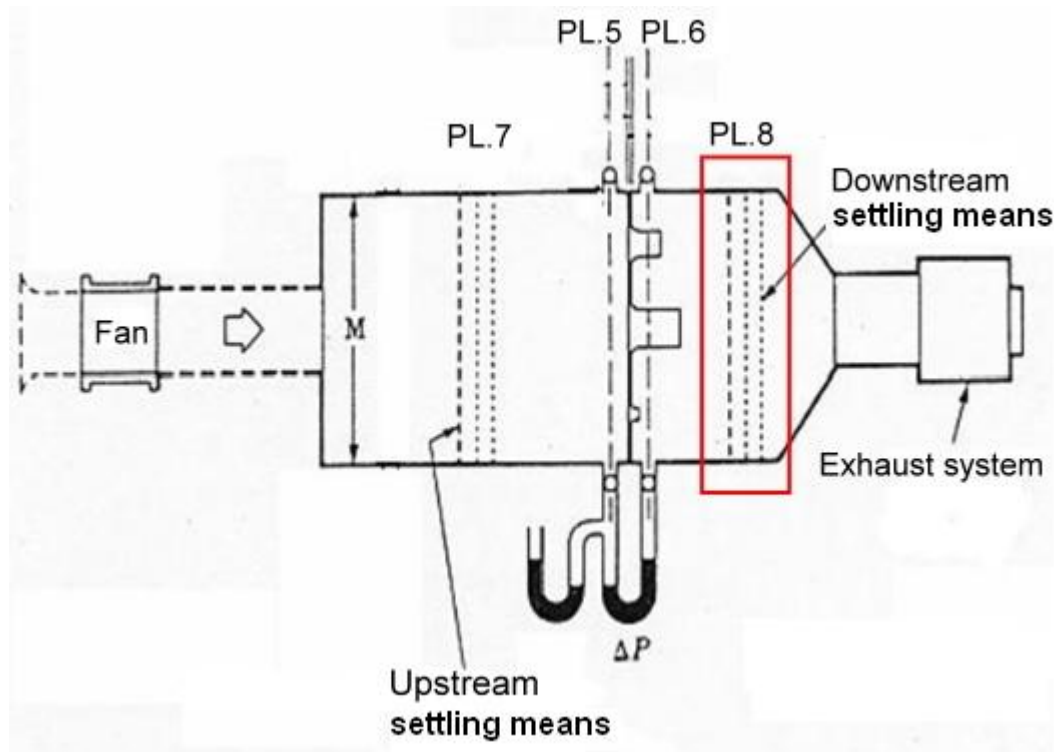 PL.5 PL.6
PL.7
PL.8
Downstream
settling means
Fan
M
Exhaust system
ΔP
Upstream
settling means